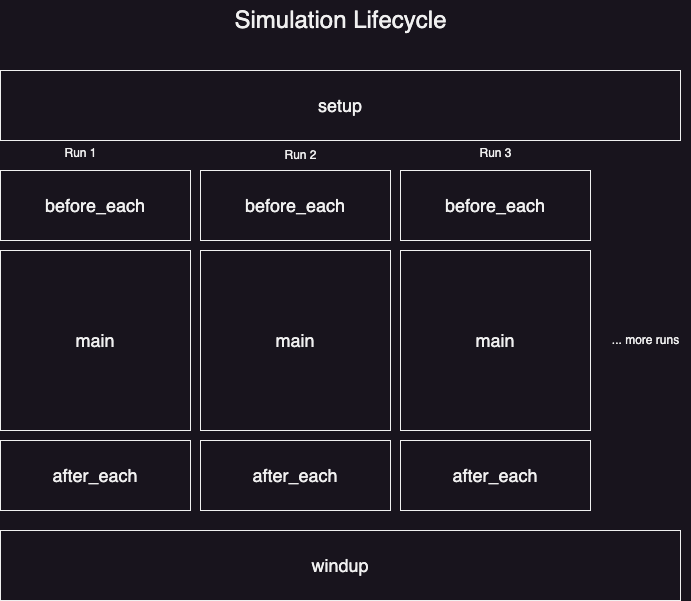 Simulation Lifecycle
setup
Run 1
Run 2
Run 3
before_each
before_each
before_each
main
main
main
... more runs
after_each
after_each
after_each
windup